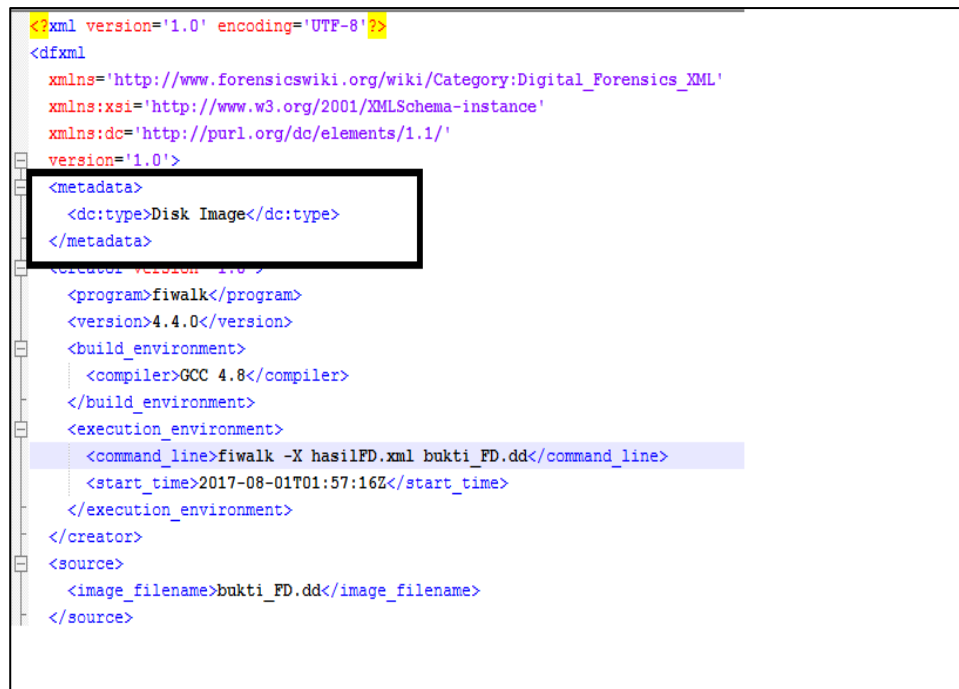 <?xml version='1.0' encoding='UTF-8'?>
<dfxml
xmlns='http://www.forensicswiki.org/wiki/Category:Digital_Forensics_XML'
xmlns:xsi='http://www.w3.org/2001/XMLSchema-instance'
xmlns:dc='http://purl.org/dc/elements/1.1/'
version='1.0'>
<metadata>
<dc:type>Disk Image</dc:type>
</metadata>
<creator version='1.0'>
<program>fiwalk</program>
<version>4.4.0</version>
<build_environment>
<compiler>GCC 4.8</compiler>
</build_environment>
<execution_environment>
<command_line>fiwalk -X hasilFD.xml bukti_FD.dd</command_line>
<start_time>2017-08-01T01:57:16Z</start_time>
</execution_environment>
</creator>
<source>
<image_filename>bukti_FD.dd</image_filename>
</source>